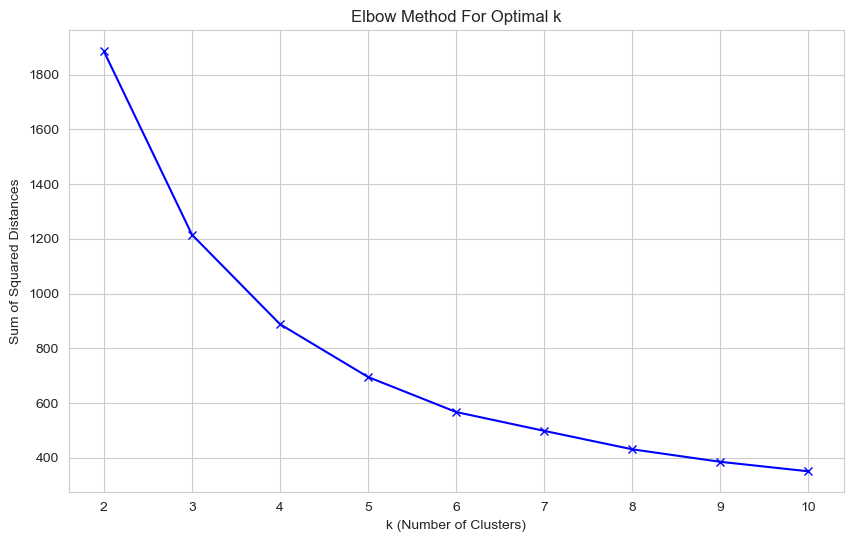 Elbow Method For Optimal k
1800
1600
1400
1200
1000
800
600
400
Sum of Squared Distances
2 3 4 5 6 7 8 9 10
k (Number of Clusters)